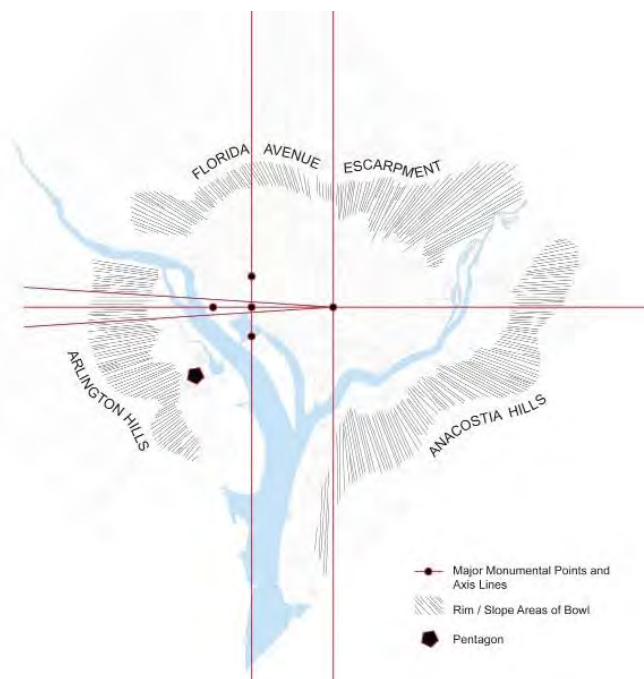 FLORIDA AVENUE ESCARPMENT
ARLINGTON HILLS
ANACOSTIA HILLS
Major Monumental Points and
Axis Lines
Rim / Slope Areas of Bowl
Pentagon